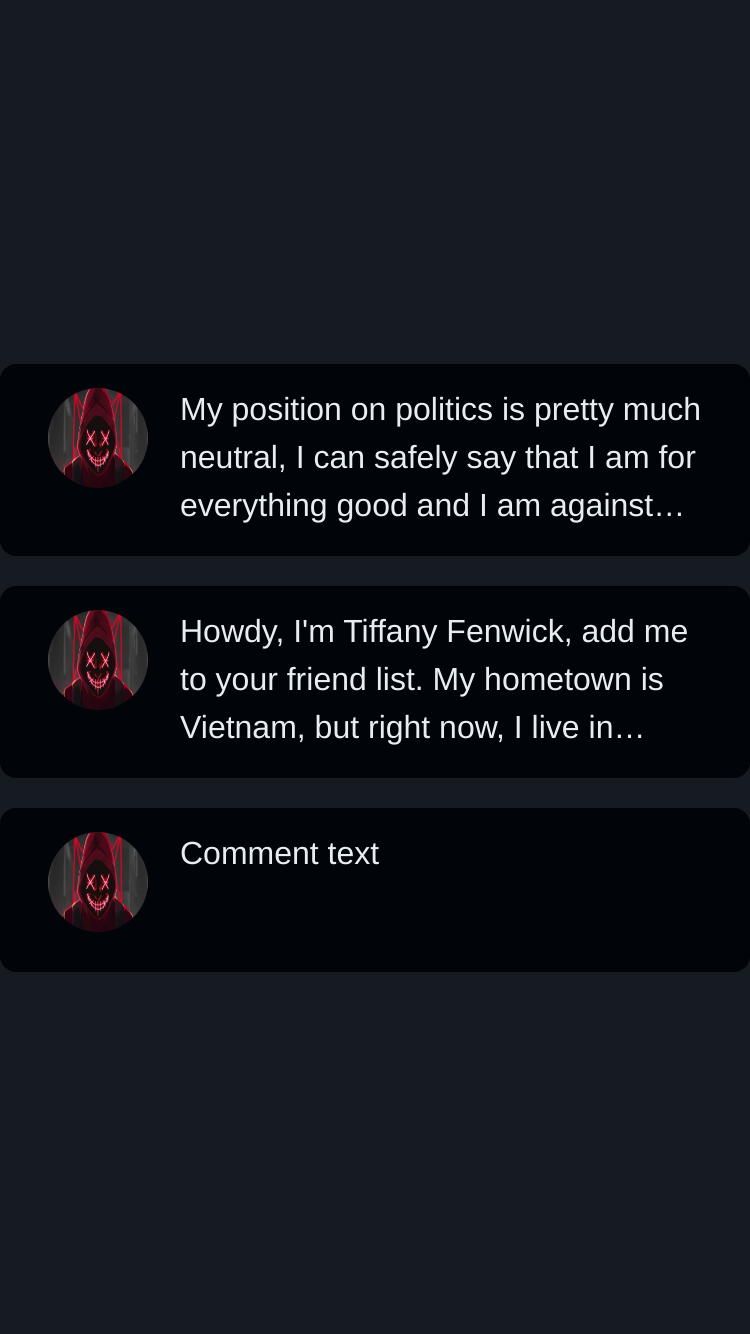 My position on politics is pretty much
neutral, I can safely say that I am for
everything good and I am against…
Howdy, I'm Tiffany Fenwick, add me
to your friend list. My hometown is
Vietnam, but right now, I live in…
Comment text